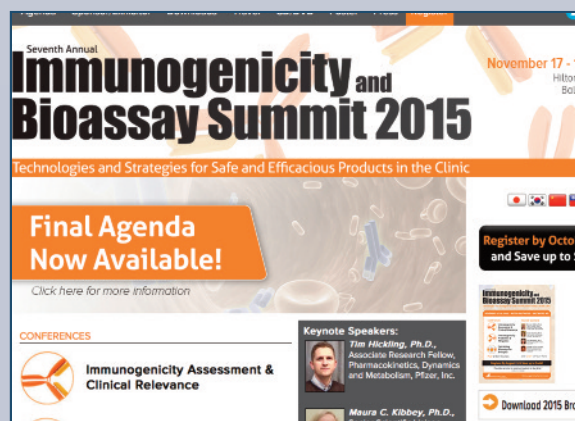 Seventh Annual
Immunogenicity and
Bioassay Summit 2015
November 17 -
Technologies and Strategies for Safe and Efficacious Products in the Clinic
Final Agenda
Now Available!
Click here for more information
Register by
and Save up to
CONFERENCES
Immunogenicity Assessment &
Clinical Relevance
Keynote Speakers:
Tim Hickling, Ph.D.,
Associate Research Fellow,
Pharmacokinetics, Dynamics
and Metabolism, Pfizer, Inc.
Maura C. Kibbey, Ph.D.,
Immunogenicity and
Bioassay Summit 2015
Download 2015